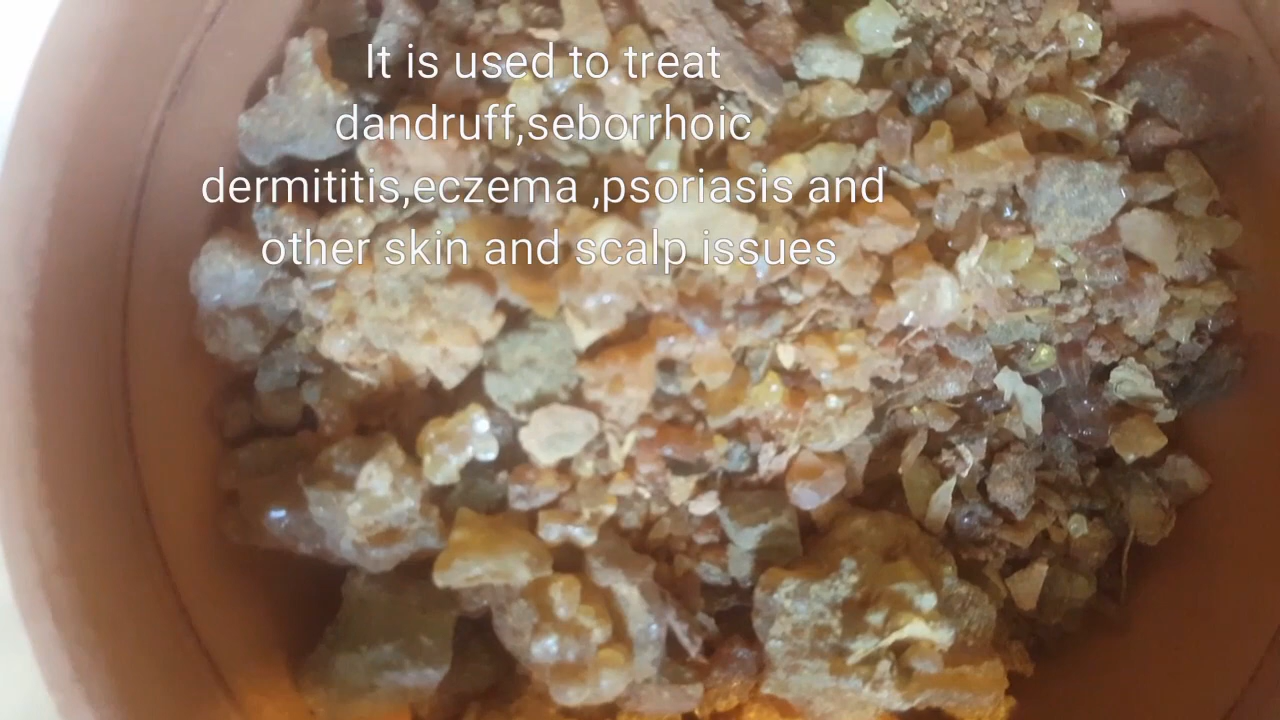 It is used to treat
dandruff,seborrhoic
dermititis,eczema ,psoriasis and
other skin and scalp issues